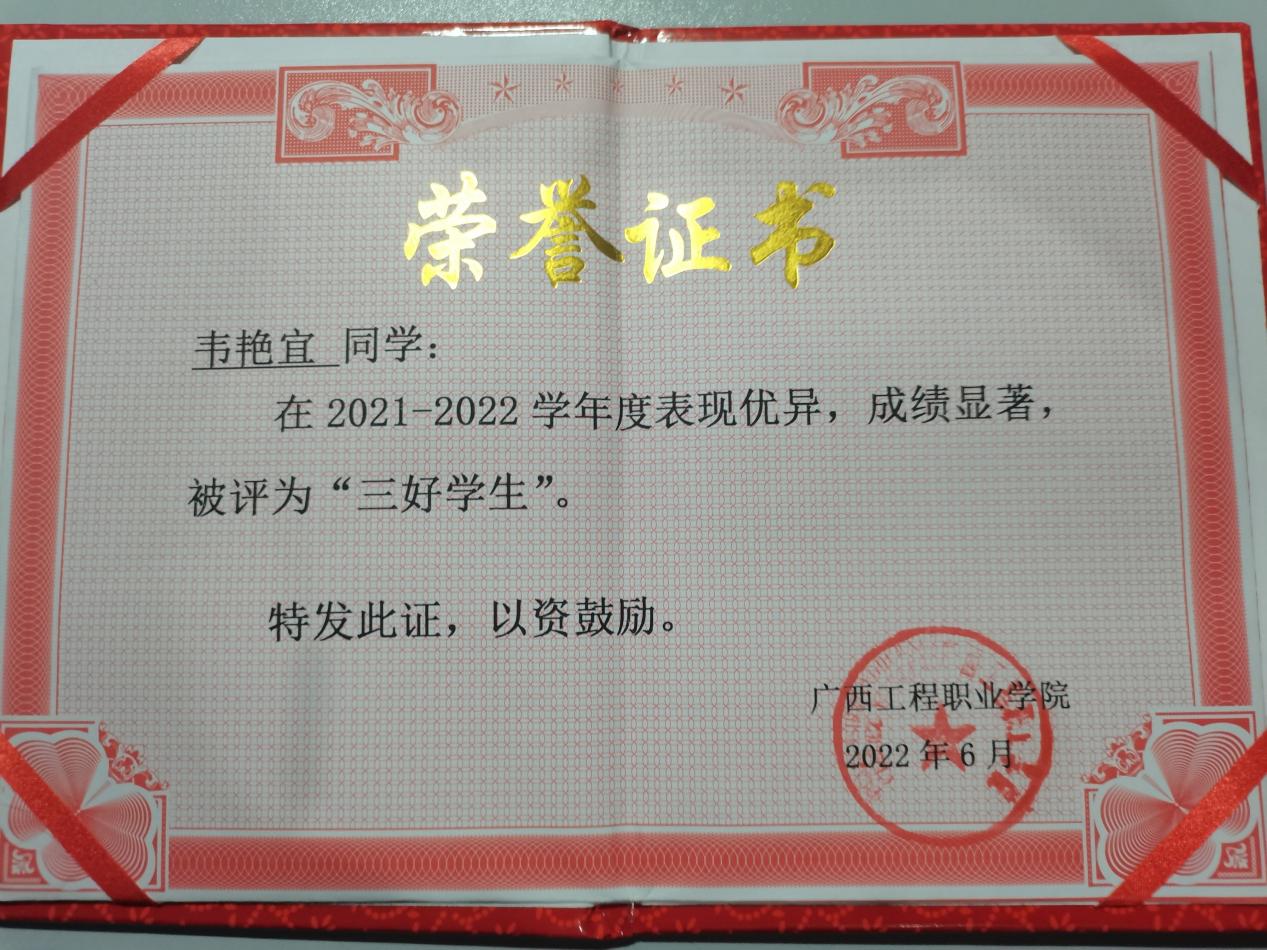 荣誉证书
韦艳宜 同学：
在 2021-2022 学年度表现优异，成绩显著，
被评为“三好学生”。
特发此证，以资鼓励。
广西工程职业学院
2022 年 6 月